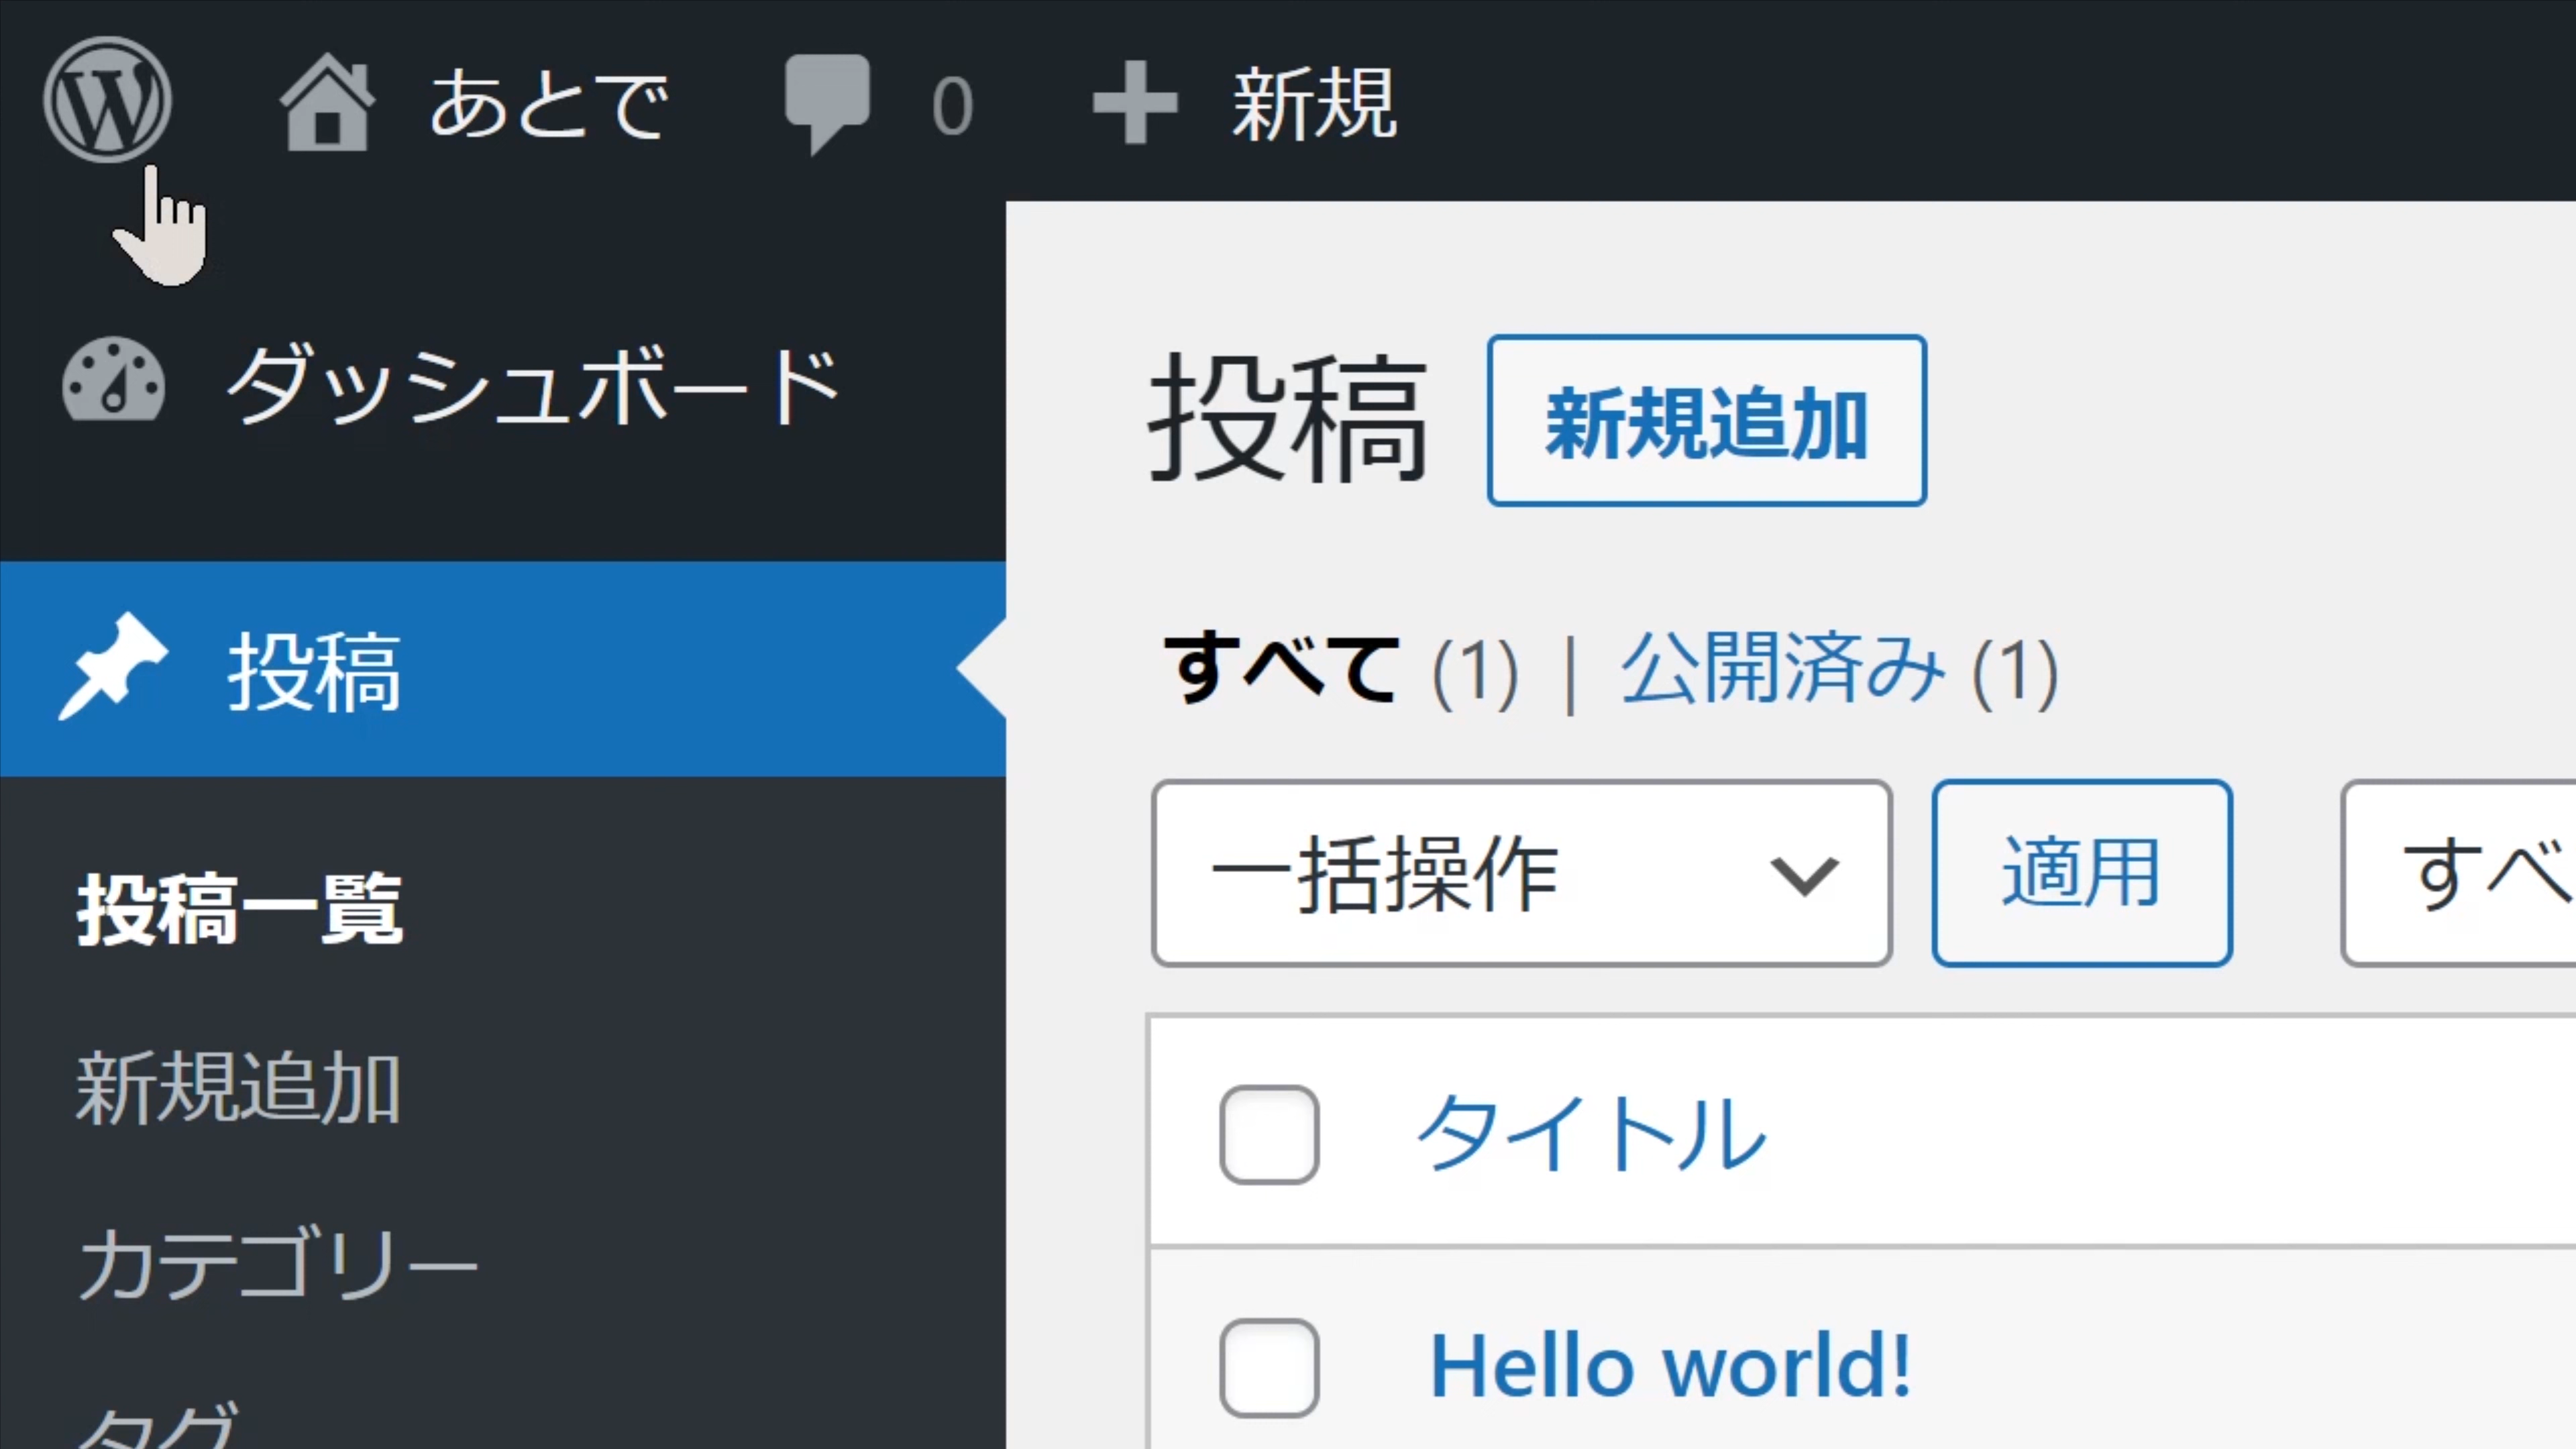 あとで 0 新規
ダッシュボード
投稿
投稿一覧
新規追加
カテゴリー
タグ
投稿 新規追加
すべて (1) | 公開済み (1)
一括操作 適用 すべ
タイトル
Hello world!